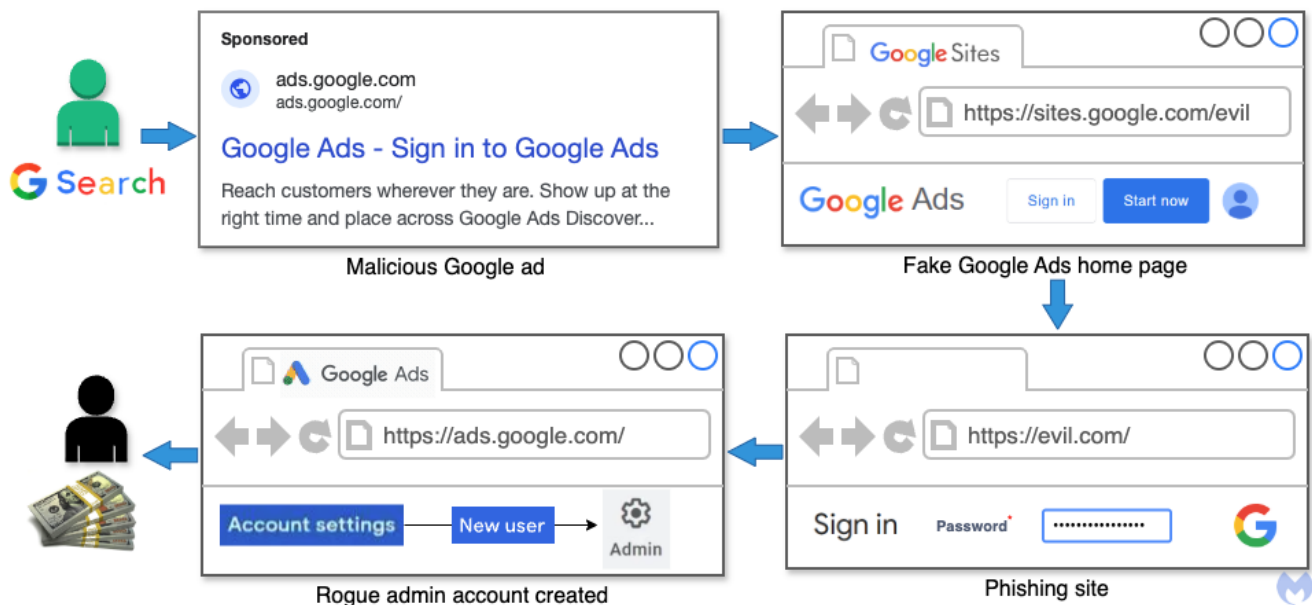 Sponsored
ads.google.com
ads.google.com/
Google Ads - Sign in to Google Ads
Reach customers wherever they are. Show up at the
right time and place across Google Ads Discover...
G Search
Malicious Google ad
Google Sites
https://sites.google.com/evil
Google Ads
Sign in
Start now
Fake Google Ads home page
https://evil.com/
Sign in
Password*
................
G
Phishing site
Google Ads
https://ads.google.com/
Account settings
New user
Admin
Rogue admin account created